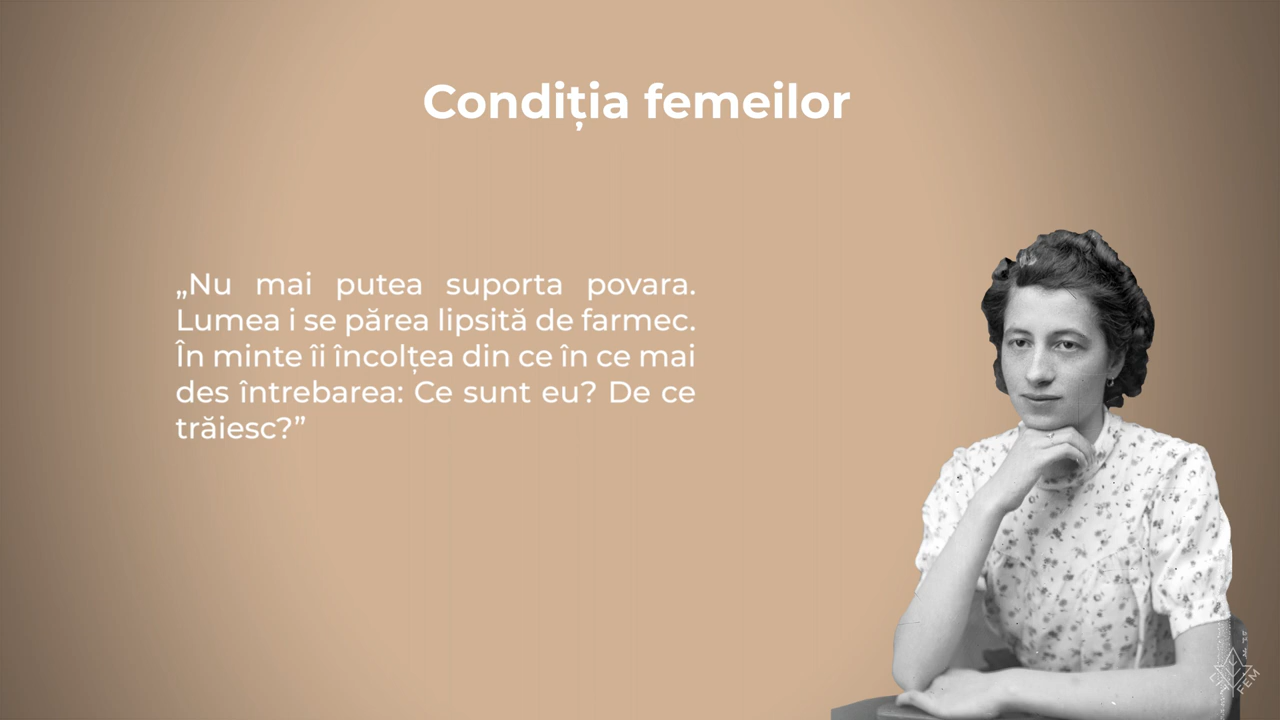 Condiția femeilor
„Nu mai putea suporta povara.
Lumea i se părea lipsită de farmec.
În minte îi încolțea din ce în ce mai
des întrebarea: Ce sunt eu? De ce
trăiesc?”
FEM